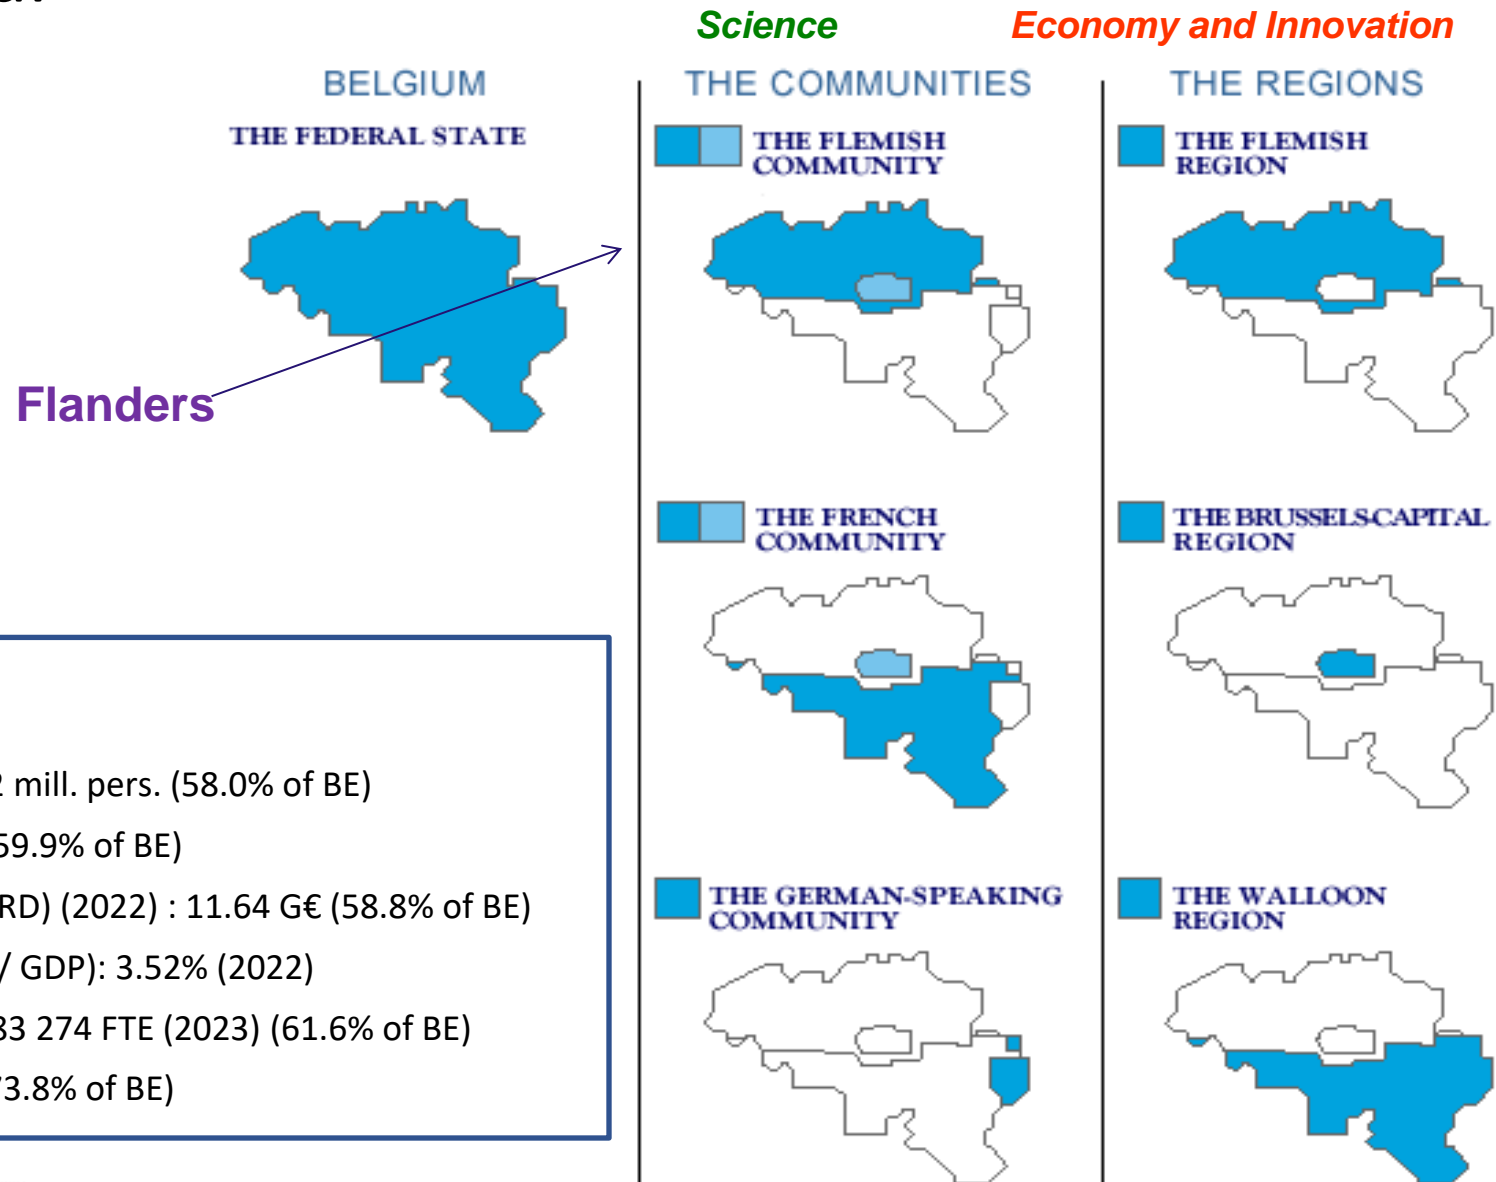 Science
Economy and Innovation
BELGIUM
THE FEDERAL STATE
Flanders
THE COMMUNITIES
THE FLEMISH
COMMUNITY
THE FRENCH
COMMUNITY
THE GERMAN-SPEAKING
COMMUNITY
THE REGIONS
THE FLEMISH
REGION
THE BRUSSELS-CAPITAL
REGION
THE WALLOON
REGION
2 mill. pers. (58.0% of BE)
59.9% of BE)
RD) (2022) : 11.64 G€ (58.8% of BE)
/ GDP): 3.52% (2022)
83 274 FTE (2023) (61.6% of BE)
73.8% of BE)